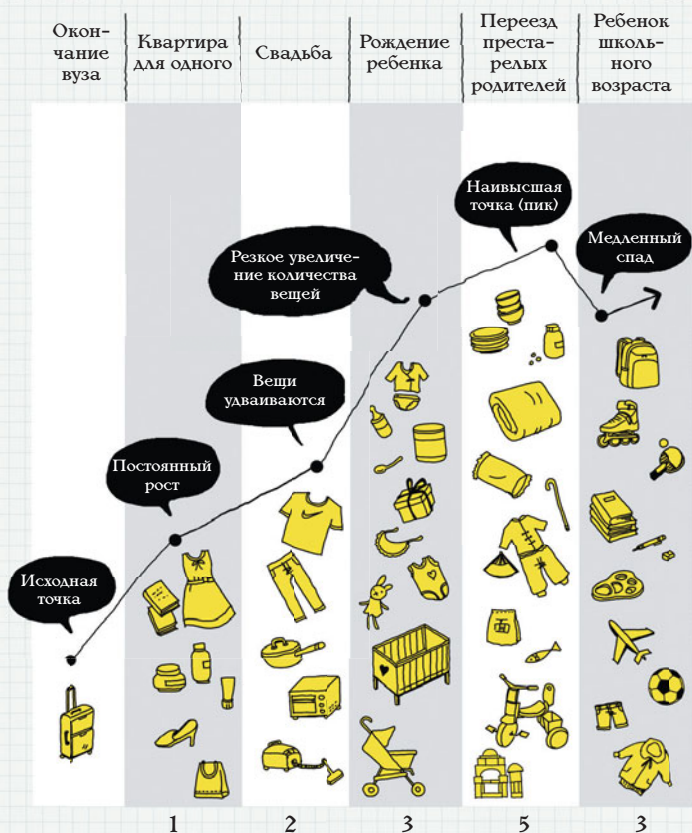 Окон-
чание
вуза
Квартира
для одного
Свадьба
Рождение
ребенка
Переезд
преста-
релых
родителей
Ребенок
школь-
ного
возраста
Наивысшая
точка (пик)
Медленный
спад
Резкое увеличе-
ние количества
вещей
Вещи
удваиваются
Постоянный
рост
Исходная
точка
1
2
3
5
3